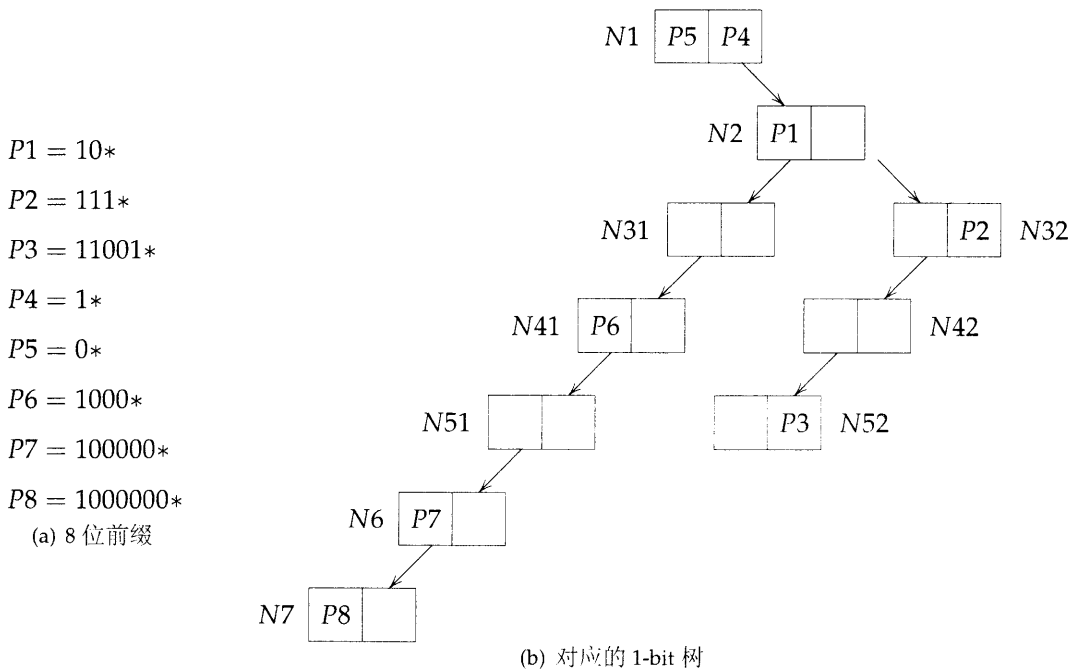 N1 P5 P4
N2 P1
P1 = 10*
P2 = 111*
P3 = 11001*
P4 = 1*
P5 = 0*
P6 = 1000*
P7 = 100000*
P8 = 1000000*
(a) 8 位前缀
N31
P2 N32
N41 P6
N42
N51
P3 N52
N6 P7
N7 P8
(b) 对应的 1-bit 树